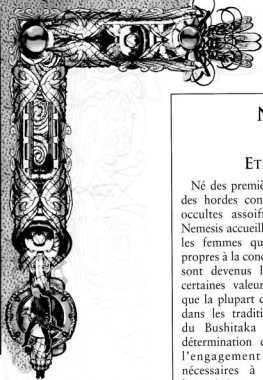 N
ET
Né des premiè
des hordes con
occultes assoiff
Nemesis accueill
les femmes qu
propres à la conc
sont devenus l
certaines valeur
que la plupart d
dans les traditi
du Bushitaka
détermination e
l'engagement
nécessaires à